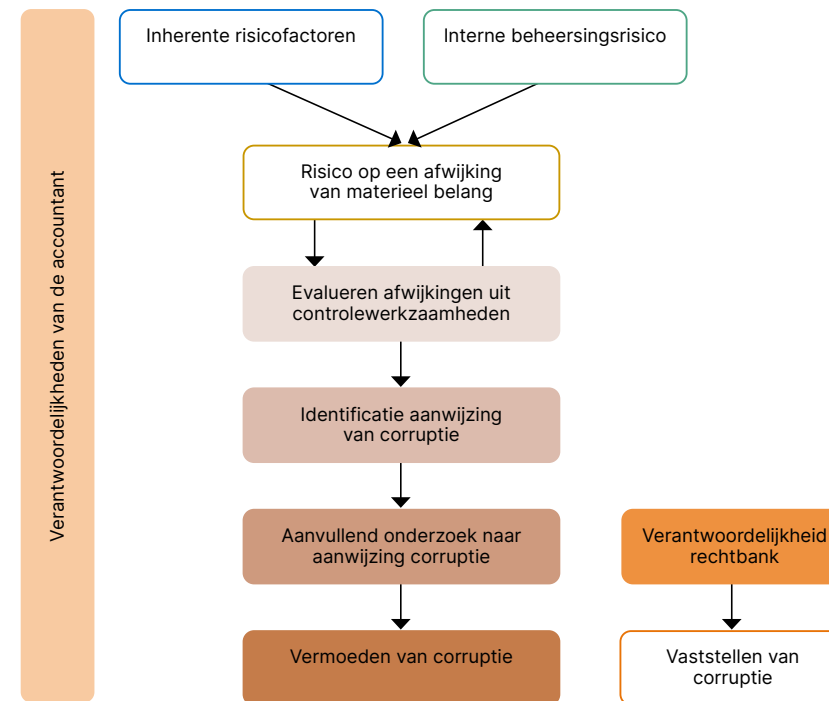 Verantwoordelijkheden van de accountant
Inherente risicofactoren
Interne beheersingsrisico
Risico op een afwijking
van materieel belang
Evalueren afwijkingen uit
controlewerkzaamheden
Identificatie aanwijzing
van corruptie
Aanvullend onderzoek naar
aanwijzing corruptie
Verantwoordelijkheid
rechtbank
Vermoeden van corruptie
Vaststellen van
corruptie